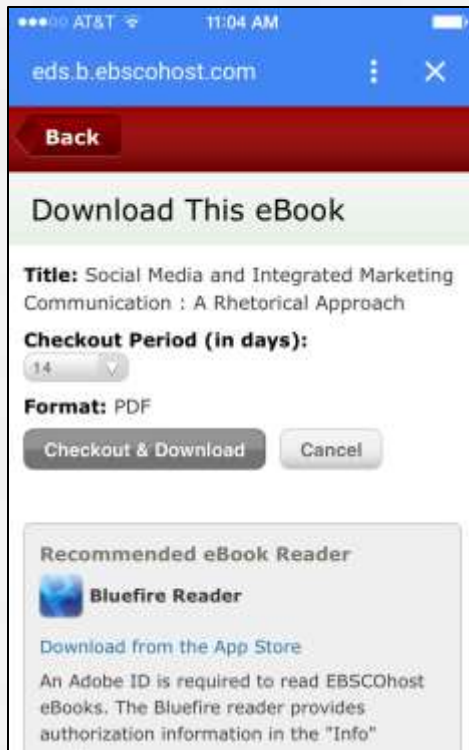 AT&T 11:04 AM
eds.b.ebscohost.com
Back
Download This eBook
Title: Social Media and Integrated Marketing
Communication : A Rhetorical Approach
Checkout Period (in days):
14
Format: PDF
Checkout & Download Cancel
Recommended eBook Reader
Bluefire Reader
Download from the App Store
An Adobe ID is required to read EBSCOhost
eBooks. The Bluefire reader provides
authorization information in the "Info"